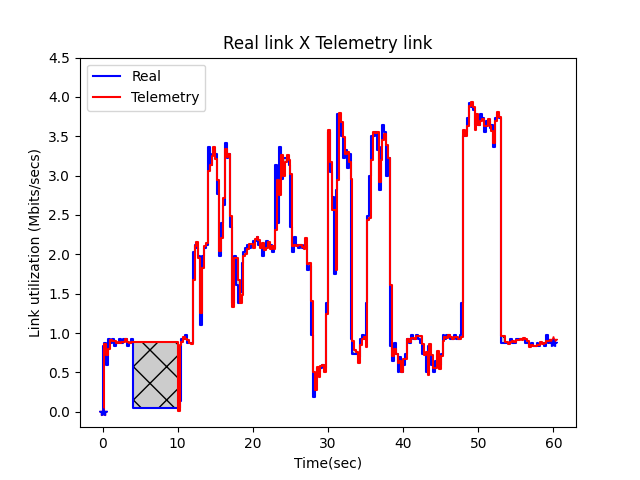 Real link X Telemetry link
Real
Telemetry
Link utilization (Mbits/secs)
4.5
4.0
3.5
3.0
2.5
2.0
1.5
1.0
0.5
0.0
0 10 20 30 40 50 60
Time(sec)